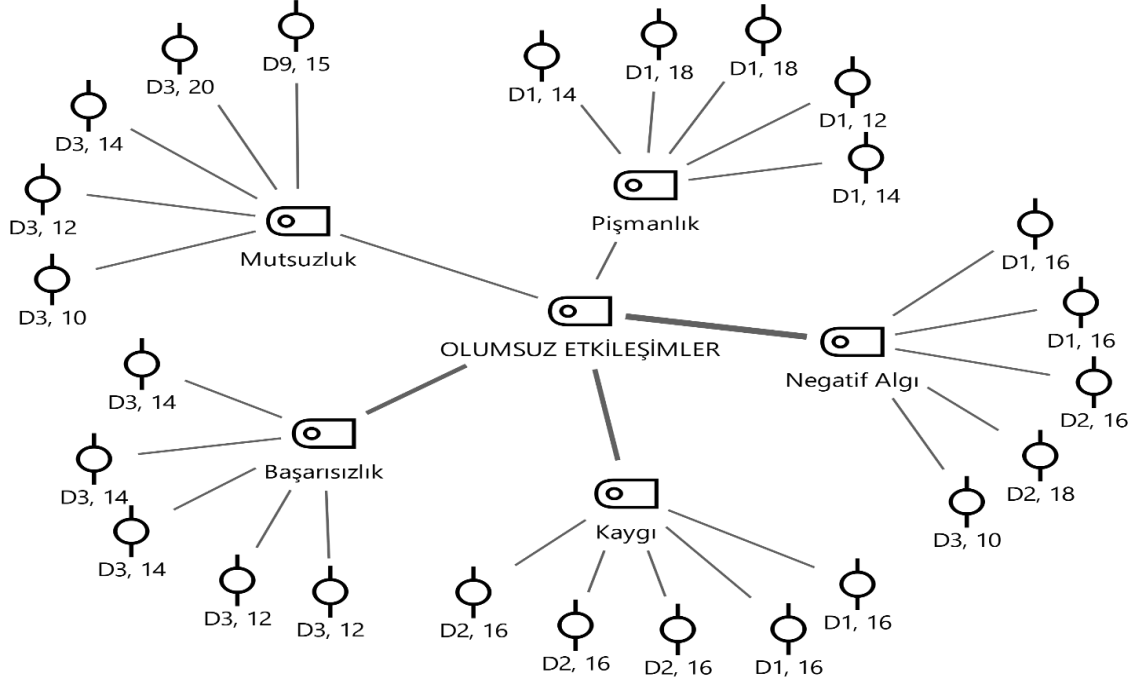 D9, 15
D3, 20
D3, 14
D3, 12
D3, 10
Mutsuzluk
D1, 14
D1, 18
D1, 18
D1, 12
D1, 14
Pişmanlık
OLUMSUZ ETKİLEŞİMLER
D1, 16
D1, 16
D2, 16
D2, 18
D3, 10
Negatif Algı
D3, 14
D3, 14
D3, 14
D3, 12
D3, 12
Başarısızlık
Kaygı
D2, 16
D2, 16
D2, 16
D1, 16
D1, 16